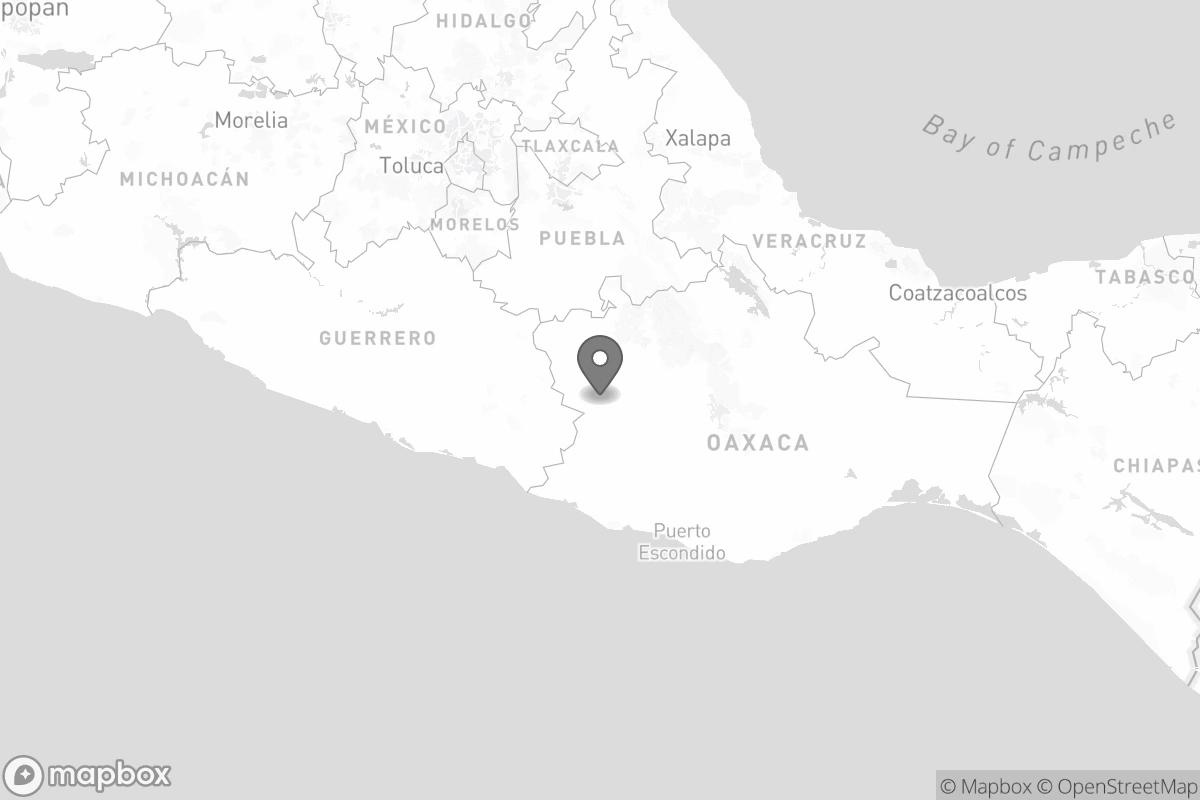 popan
HIDALGO
Morelia
MÉXICO
Xalapa
Bay of Campeche
TLAXCALA
Toluca
MICHOACÁN
MORELOS
PUEBLA
VERACRUZ
TABASCO
Coatzacoalcos
GUERRERO
OAXACA
CHIAPAS
Puerto
Escondido
mapbox
© Mapbox © OpenStreetMap